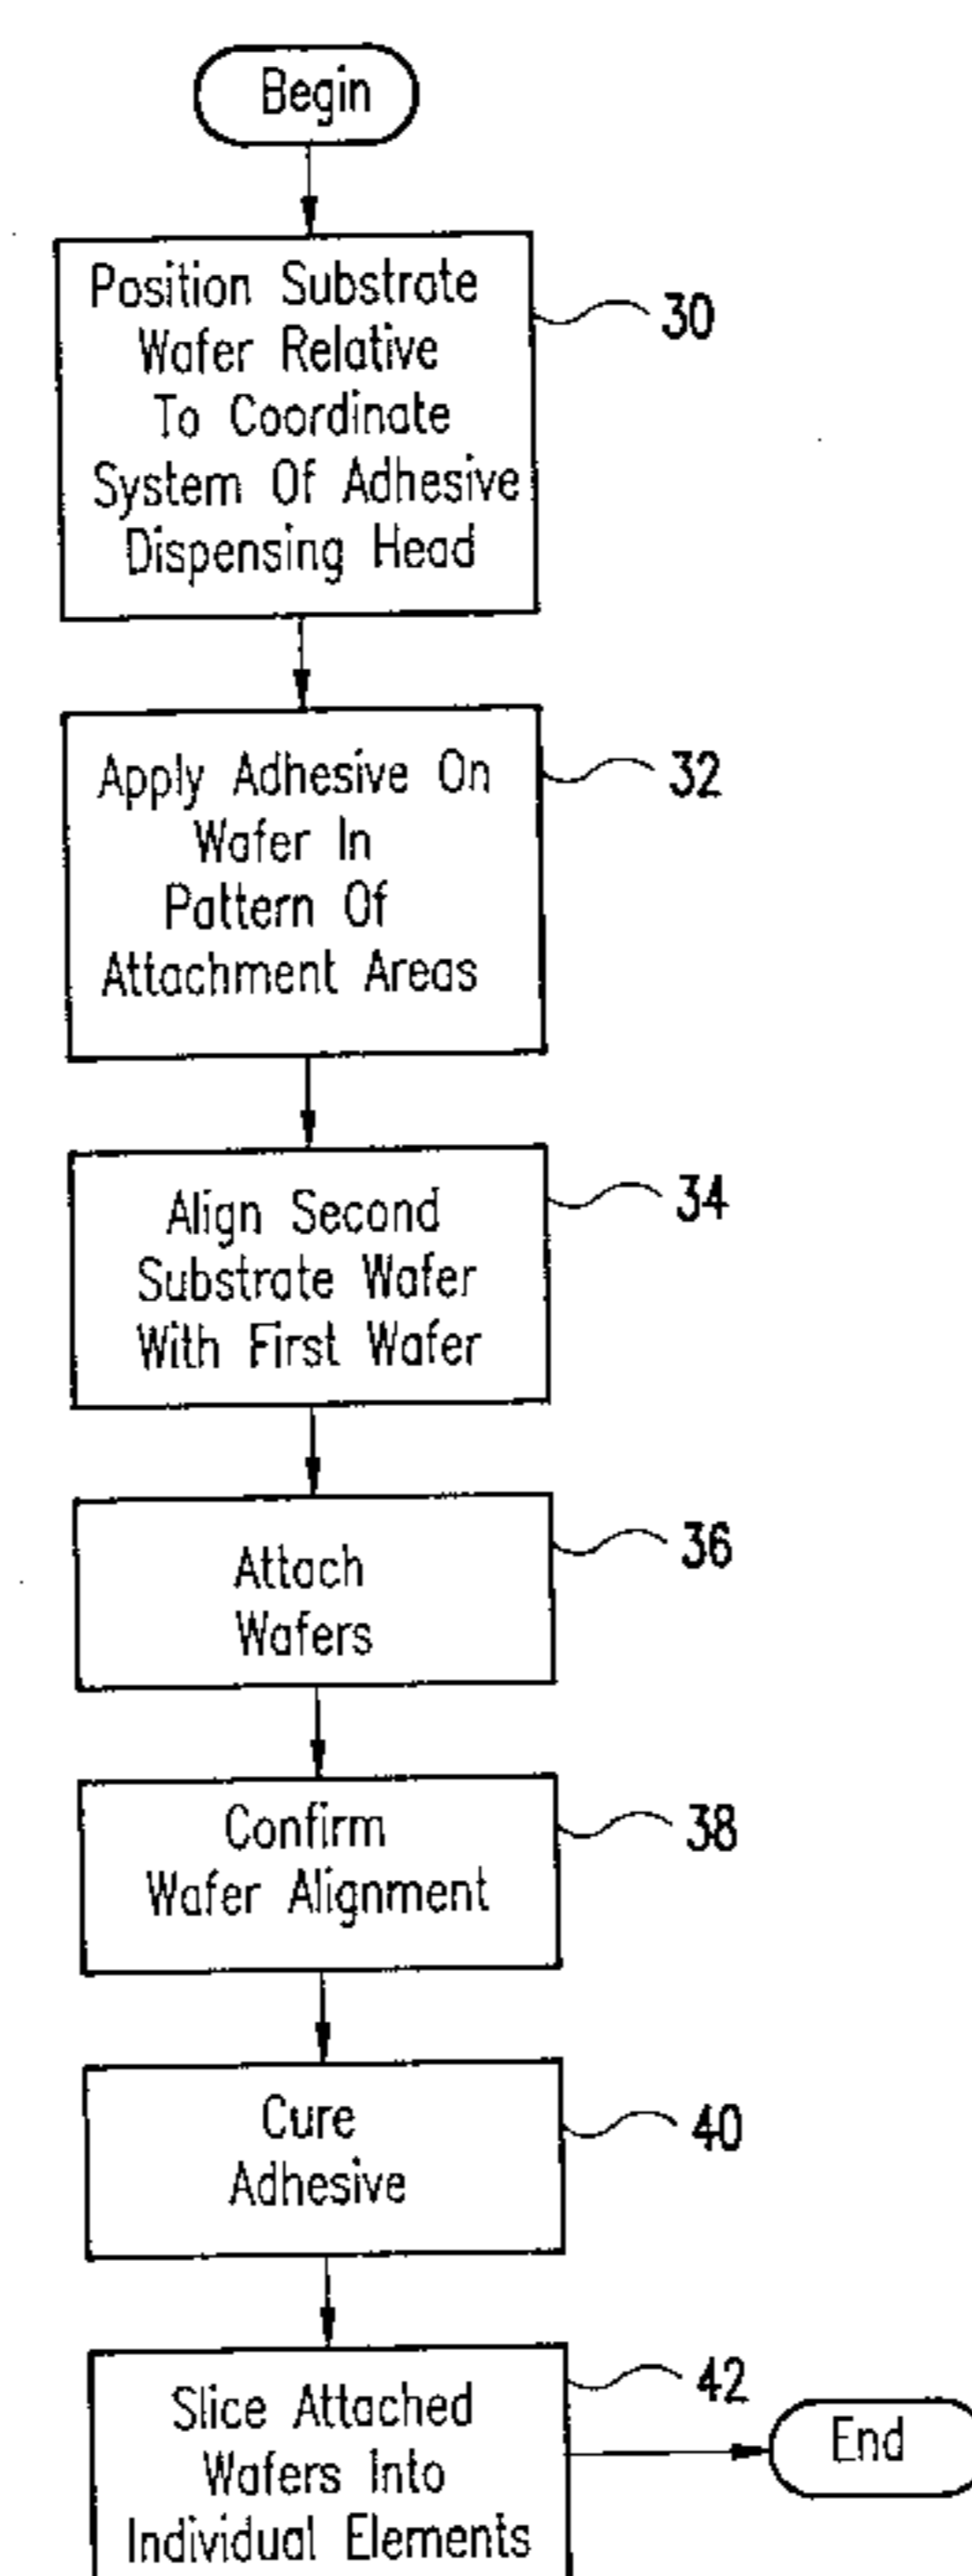 Begin
Position Substrate
Wafer Relative
To Coordinate
System Of Adhesive
Dispensing Head
30
Apply Adhesive On
Wafer In
Pattern Of
Attachment Areas
32
Align Second
Substrate Wafer
With First Wafer
34
Attach
Wafers
36
Confirm
Wafer Alignment
38
Cure
Adhesive
40
Slice Attached
Wafers Into
Individual Elements
42
End